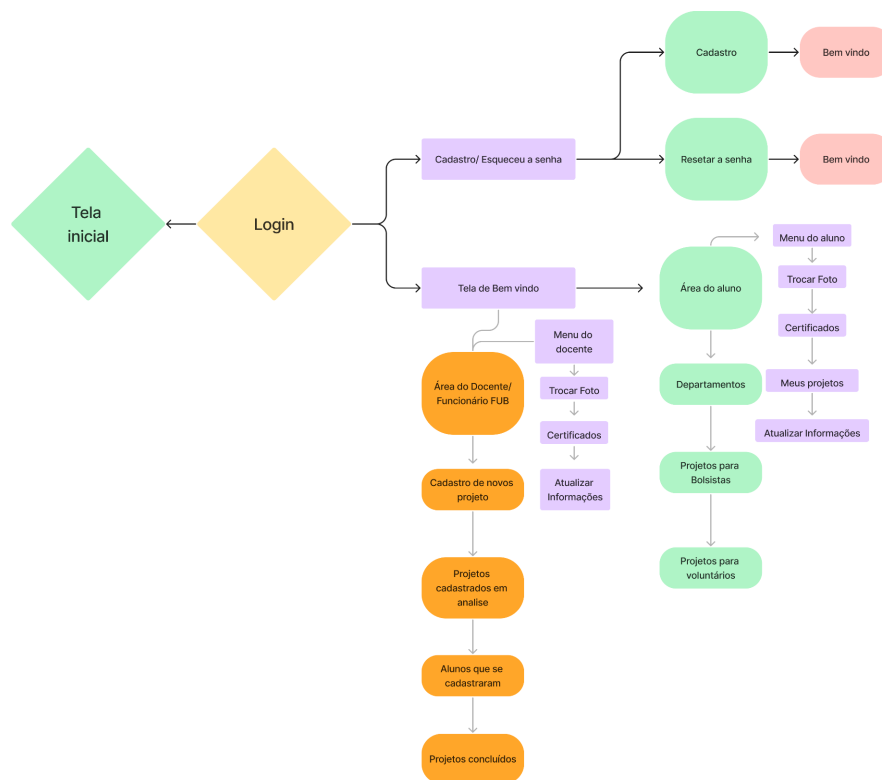 Cadastro
Bem vindo
Cadastro/ Esqueceu a senha
Resetar a senha
Bem vindo
Tela
inicial
Login
Menu do aluno
Tela de Bem vindo
Área do aluno
Trocar Foto
Certificados
Menu do
docente
Área do Docente/
Funcionário FUB
Trocar Foto
Departamentos
Meus projetos
Certificados
Atualizar Informações
Cadastro de novos
projeto
Atualizar
Informações
Projetos para
Bolsistas
Projetos
cadastrados em
analise
Projetos para
voluntários
Alunos que se
cadastraram
Projetos concluídos